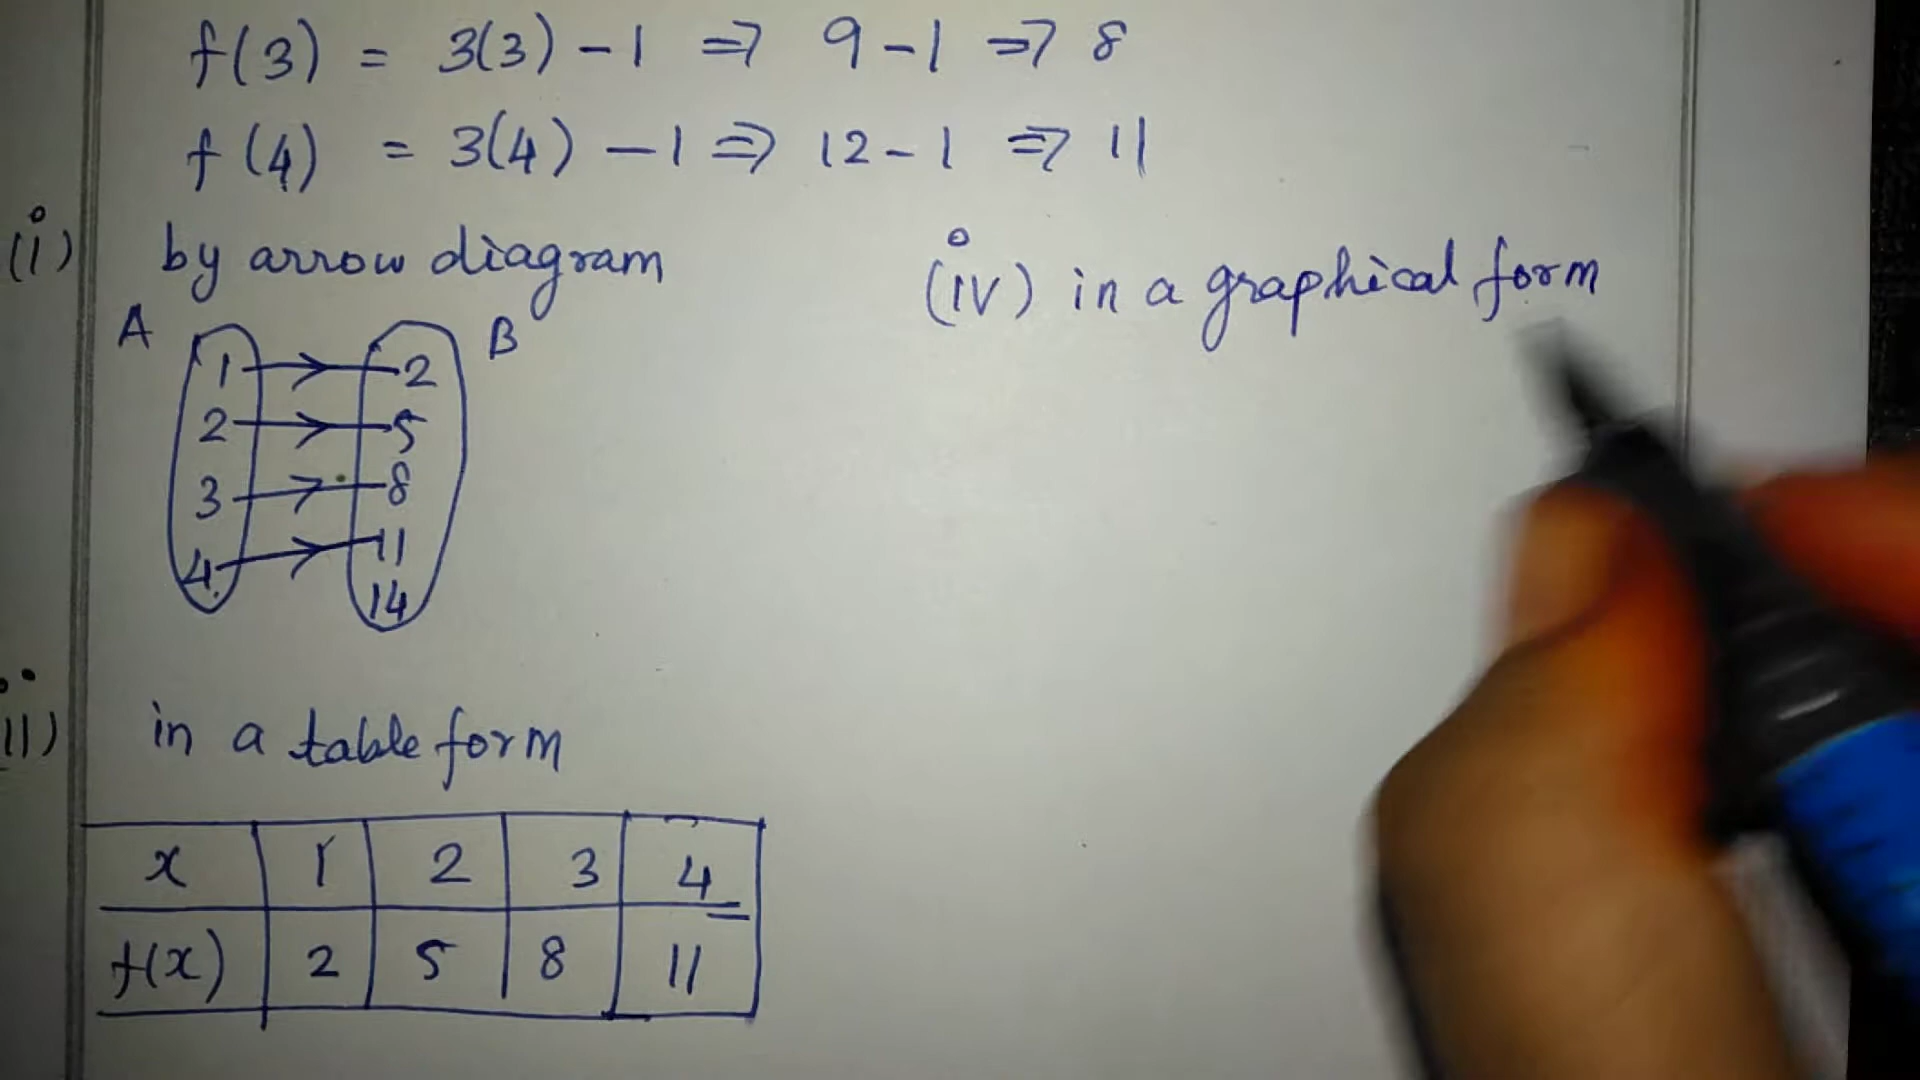 f(3) = 3(3) - 1 ⇒ 9 - 1 ⇒ 8
f(4) = 3(4) - 1 ⇒ 12 - 1 ⇒ 11
(i) by arrow diagram
A B
1 2
2 5
3 8
4 11
14
(iv) in a graphical form
ii) in a table form
x 1 2 3 4
f(x) 2 5 8 11